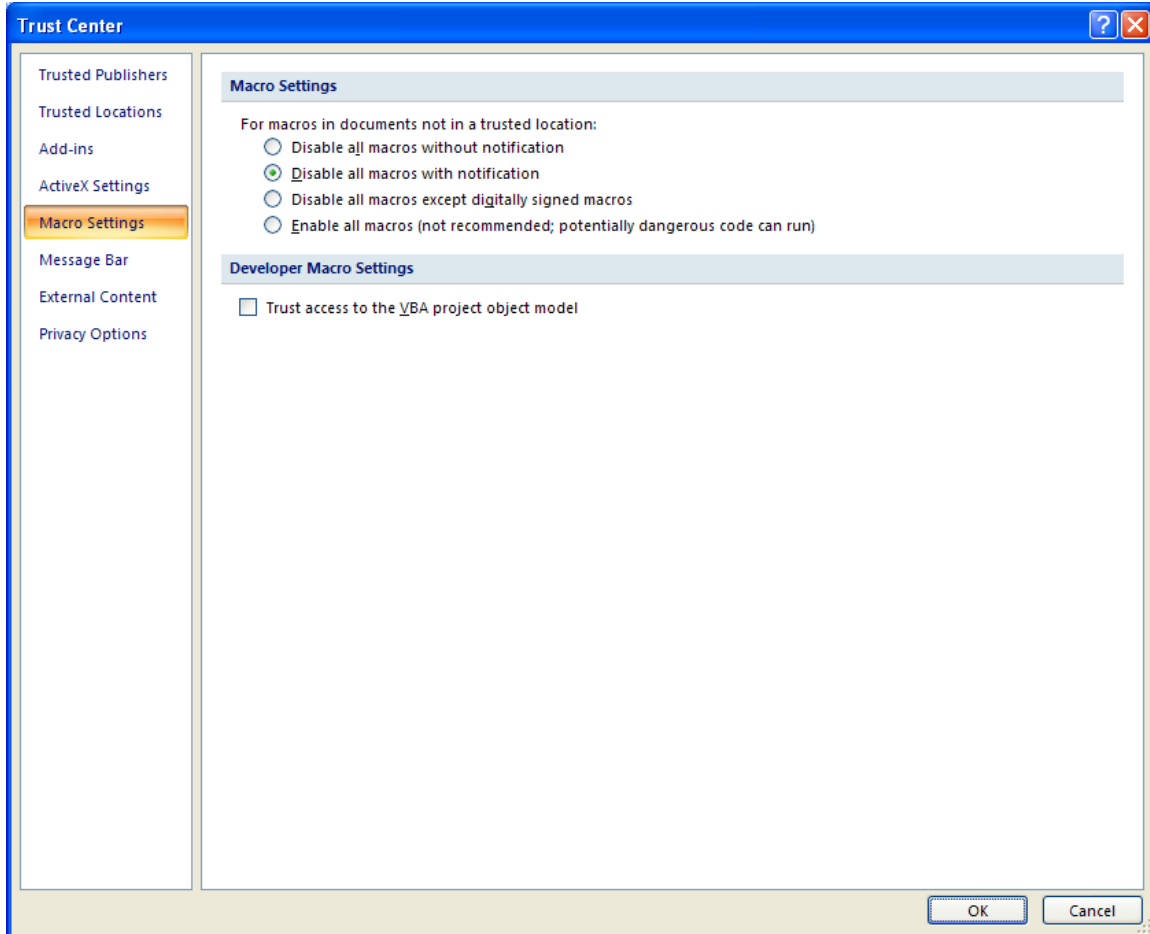 Trust Center
Trusted Publishers
Trusted Locations
Add-ins
ActiveX Settings
Macro Settings
Message Bar
External Content
Privacy Options
Macro Settings
For macros in documents not in a trusted location:
Disable all macros without notification
Disable all macros with notification
Disable all macros except digitally signed macros
Enable all macros (not recommended; potentially dangerous code can run)
Developer Macro Settings
Trust access to the VBA project object model
OK Cancel